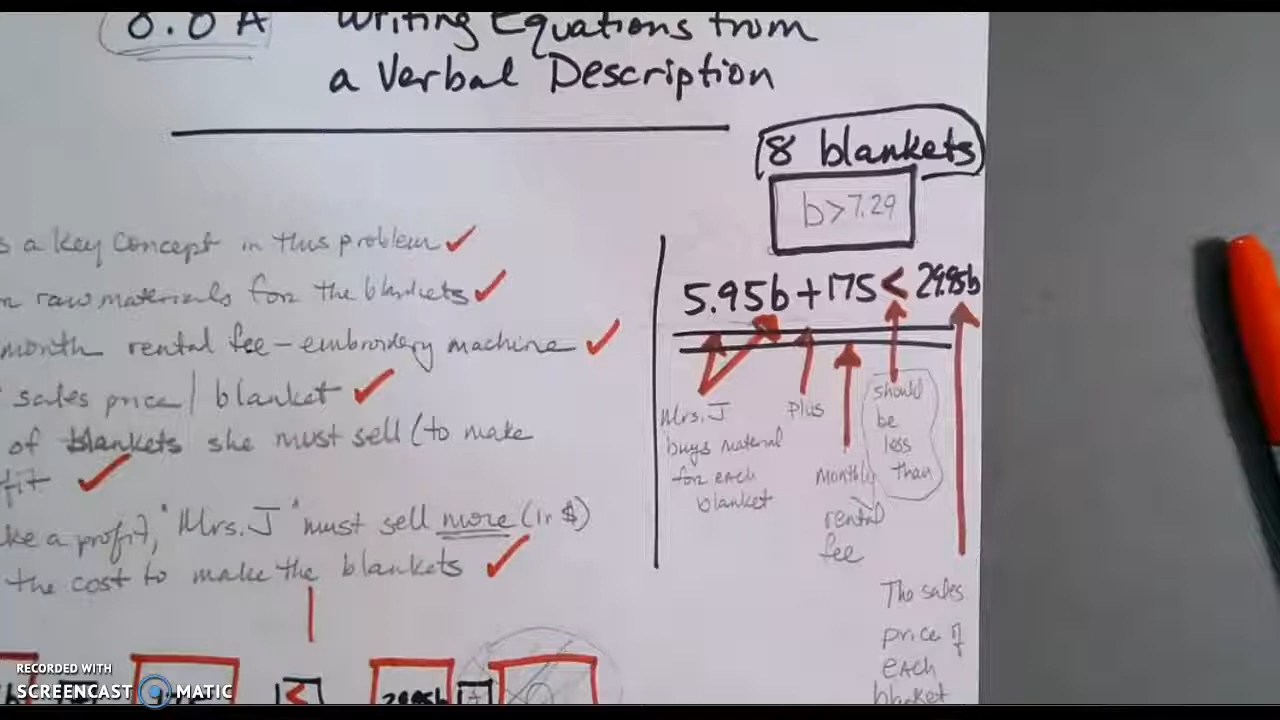 8.8 A Writing Equations from
a Verbal Description
8 blankets
b>7.29
5.95b+175<29.95b
s a key concept in this problem
n raw materials for the blankets
month rental fee-embroidery machine
sales price/blanket
of blankets she must sell (to make
fit
ke a profit, "Mrs. J" must sell more (in $)
the cost to make the blankets
Mrs. J
buys material
for each
blanket
Plus
monthly
rental
fee
should
be
less
than
The sales
price of
each
blanket
<
29.95b
RECORDED WITH
SCREENCAST MATIC